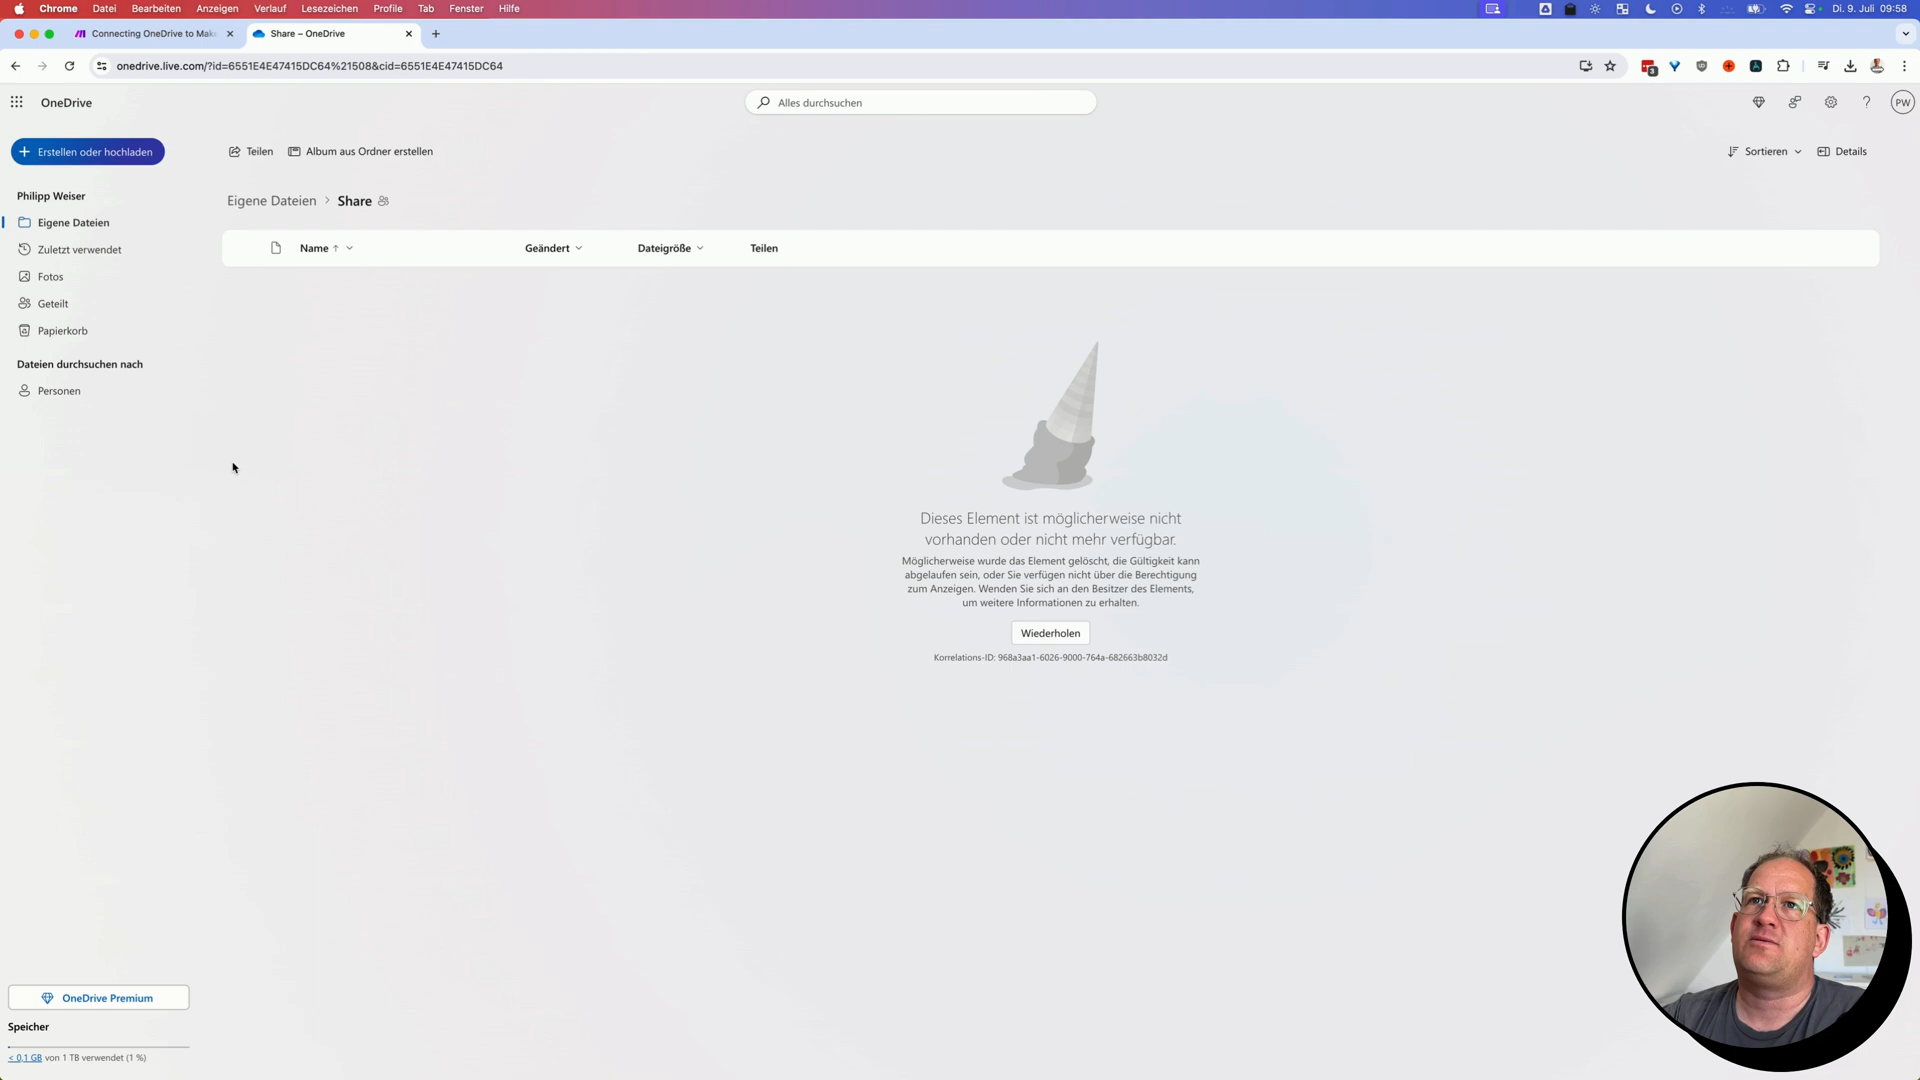 Chrome Datei Bearbeiten Anzeigen Verlauf Lesezeichen Profile Tab Fenster Hilfe Di. 9. Juli 09:58
Connecting OneDrive to Make Share – OneDrive
onedrive.live.com/?id=6551E4E47415DC64%21508&cid=6551E4E47415DC64
OneDrive Alles durchsuchen PW
Erstellen oder hochladen Teilen Album aus Ordner erstellen Sortieren Details
Philipp Weiser
Eigene Dateien > Share
Eigene Dateien
Zuletzt verwendet
Fotos
Geteilt
Papierkorb
Dateien durchsuchen nach
Personen
Name Geändert Dateigröße Teilen
Dieses Element ist möglicherweise nicht
vorhanden oder nicht mehr verfügbar.
Möglicherweise wurde das Element gelöscht, die Gültigkeit kann
abgelaufen sein, oder Sie verfügen nicht über die Berechtigung
zum Anzeigen. Wenden Sie sich an den Besitzer des Elements,
um weitere Informationen zu erhalten.
Wiederholen
Korrelations-ID: 968a3aa1-6026-9000-764a-682663b8032d
OneDrive Premium
Speicher
< 0,1 GB von 1 TB verwendet (1 %)